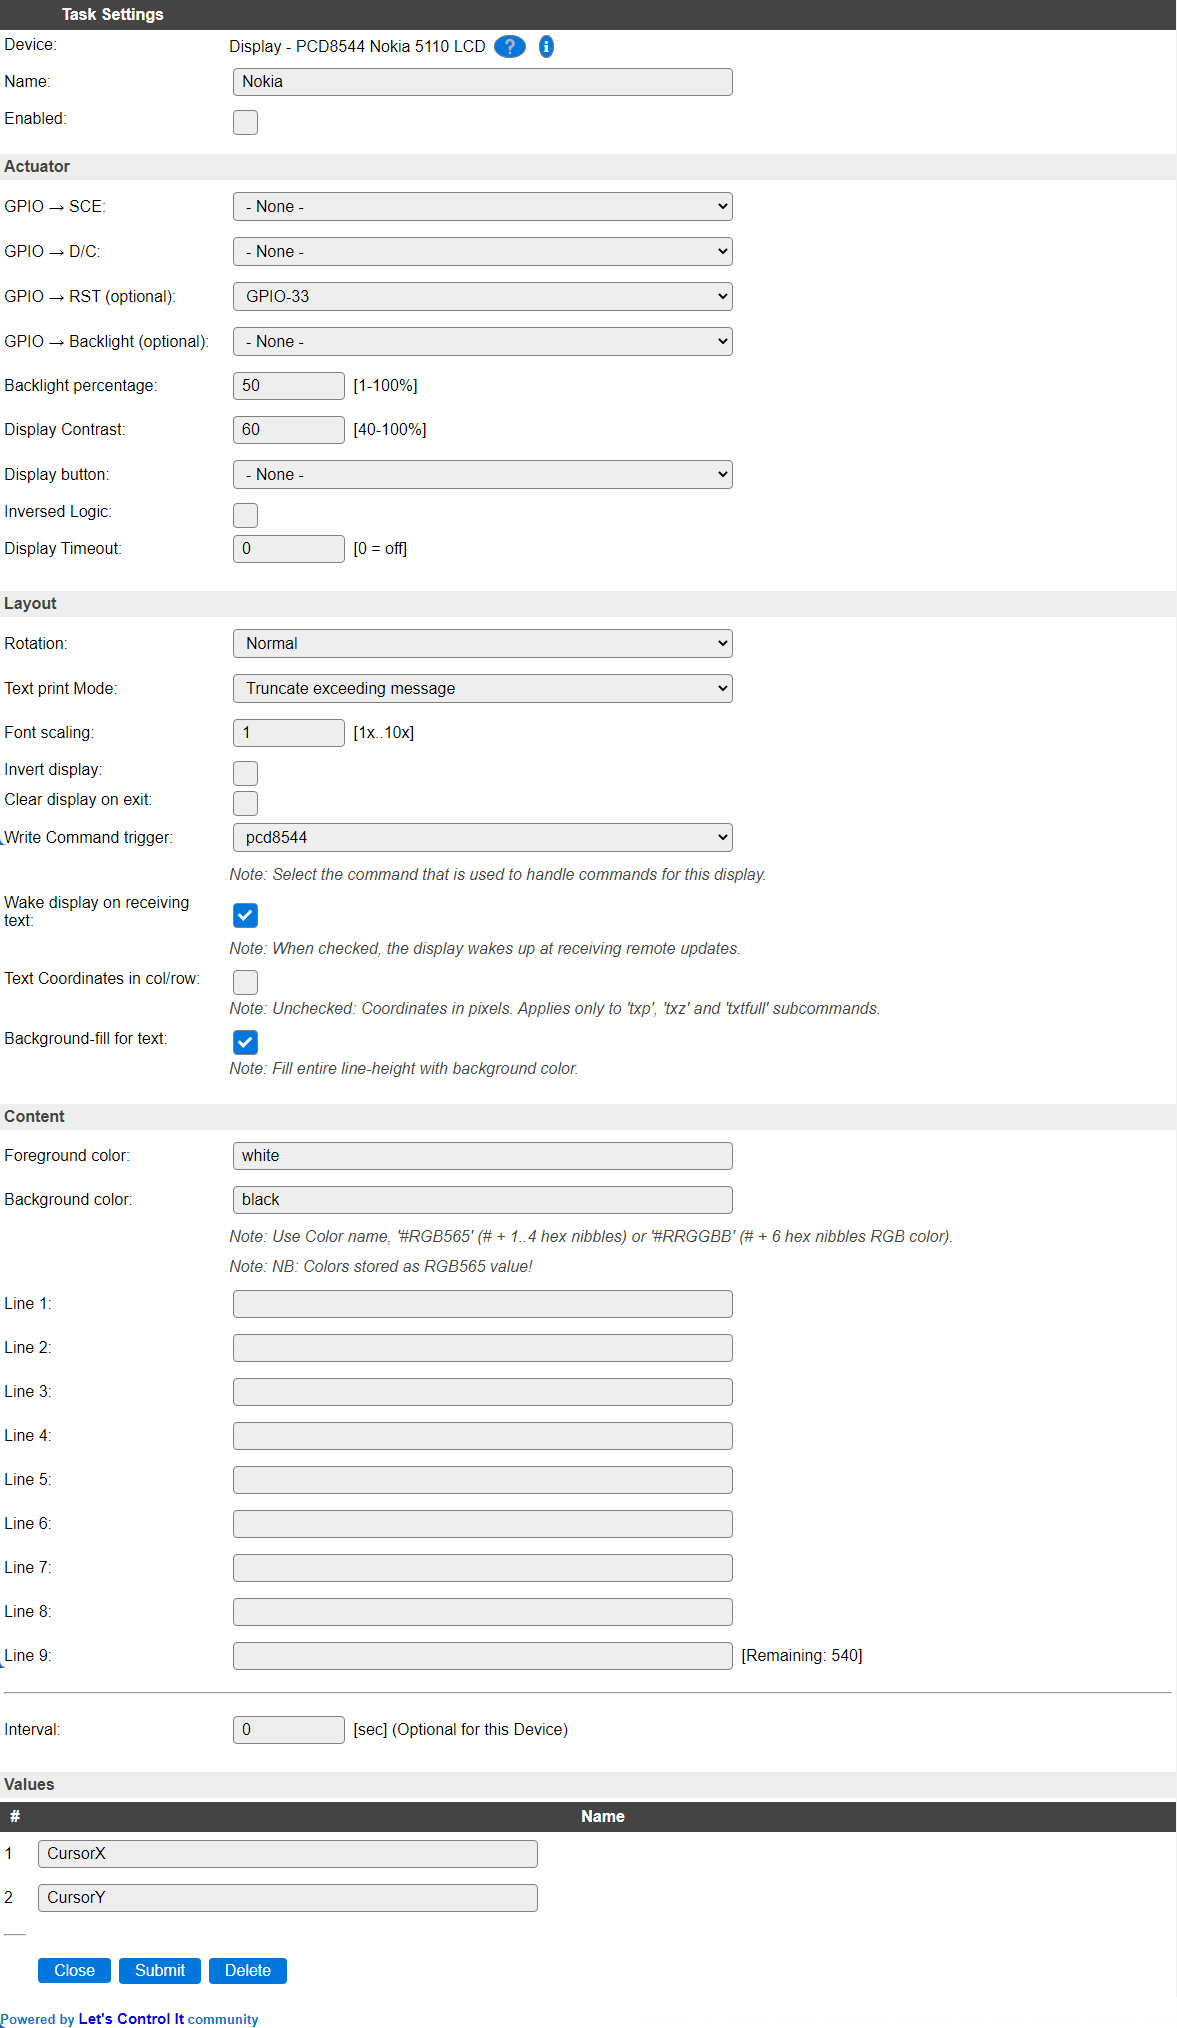 Task Settings
Device: Display - PCD8544 Nokia 5110 LCD ? i
Name: Nokia
Enabled:
Actuator
GPIO → SCE: - None -
GPIO → D/C: - None -
GPIO → RST (optional): GPIO-33
GPIO → Backlight (optional): - None -
Backlight percentage: 50 [1-100%]
Display Contrast: 60 [40-100%]
Display button: - None -
Inversed Logic:
Display Timeout: 0 [0 = off]
Layout
Rotation: Normal
Text print Mode: Truncate exceeding message
Font scaling: 1 [1x..10x]
Invert display:
Clear display on exit:
Write Command trigger: pcd8544
Note: Select the command that is used to handle commands for this display.
Wake display on receiving
text:
Note: When checked, the display wakes up at receiving remote updates.
Text Coordinates in col/row:
Note: Unchecked: Coordinates in pixels. Applies only to 'txp', 'txz' and 'txtfull' subcommands.
Background-fill for text:
Note: Fill entire line-height with background color.
Content
Foreground color: white
Background color: black
Note: Use Color name, '#RGB565' (# + 1..4 hex nibbles) or '#RRGGBB' (# + 6 hex nibbles RGB color).
Note: NB: Colors stored as RGB565 value!
Line 1:
Line 2:
Line 3:
Line 4:
Line 5:
Line 6:
Line 7:
Line 8:
Line 9: [Remaining: 540]
Interval: 0 [sec] (Optional for this Device)
Values
# Name
1 CursorX
2 CursorY
Close Submit Delete
Powered by Let's Control It community